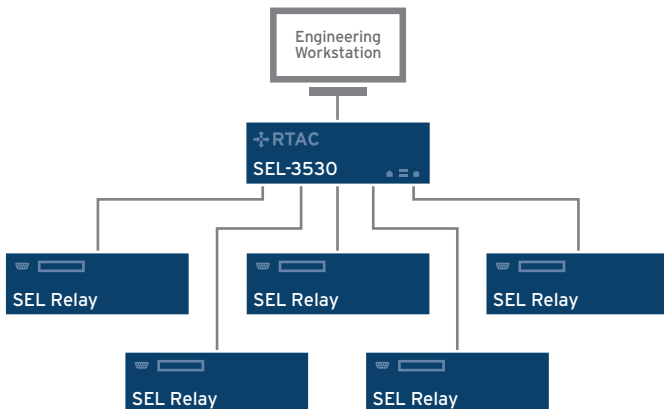 Engineering
Workstation
RTAC
SEL-3530
SEL Relay
SEL Relay
SEL Relay
SEL Relay
SEL Relay